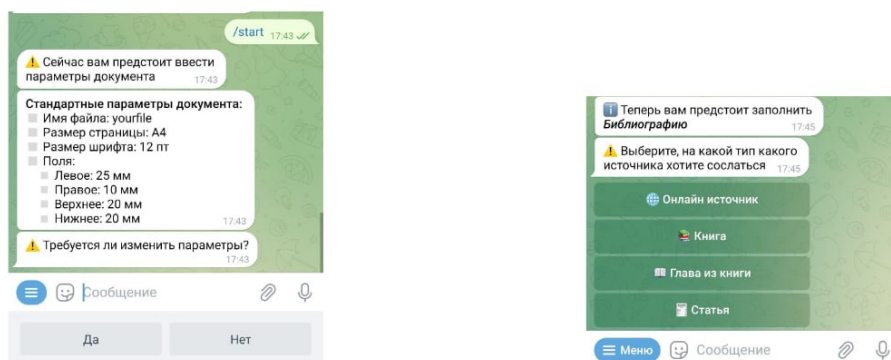 /start 17:43
⚠️ Сейчас вам предстоит ввести
параметры документа 17:43
Стандартные параметры документа:
Имя файла: yourfile
Размер страницы: A4
Размер шрифта: 12 пт
Поля:
Левое: 25 мм
Правое: 10 мм
Верхнее: 20 мм
Нижнее: 20 мм 17:43
⚠️ Требуется ли изменить параметры?
17:43
Сообщение
Да Нет
ℹ️ Теперь вам предстоит заполнить
Библиографию 17:45
⚠️ Выберите, на какой тип какого
источника хотите сослаться 17:45
🌐 Онлайн источник
📚 Книга
📖 Глава из книги
📰 Статья
Меню Сообщение